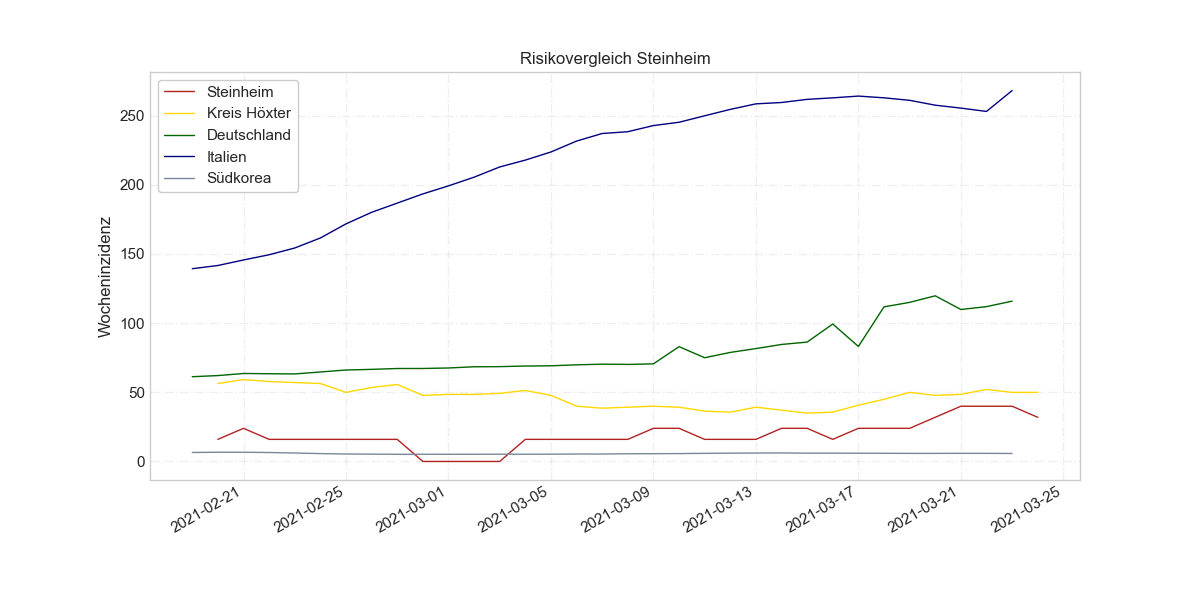 Risikovergleich Steinheim
Steinheim
Kreis Höxter
Deutschland
Italien
Südkorea
Wocheninzidenz
250
200
150
100
50
0
2021-02-21
2021-02-25
2021-03-01
2021-03-05
2021-03-09
2021-03-13
2021-03-17
2021-03-21
2021-03-25